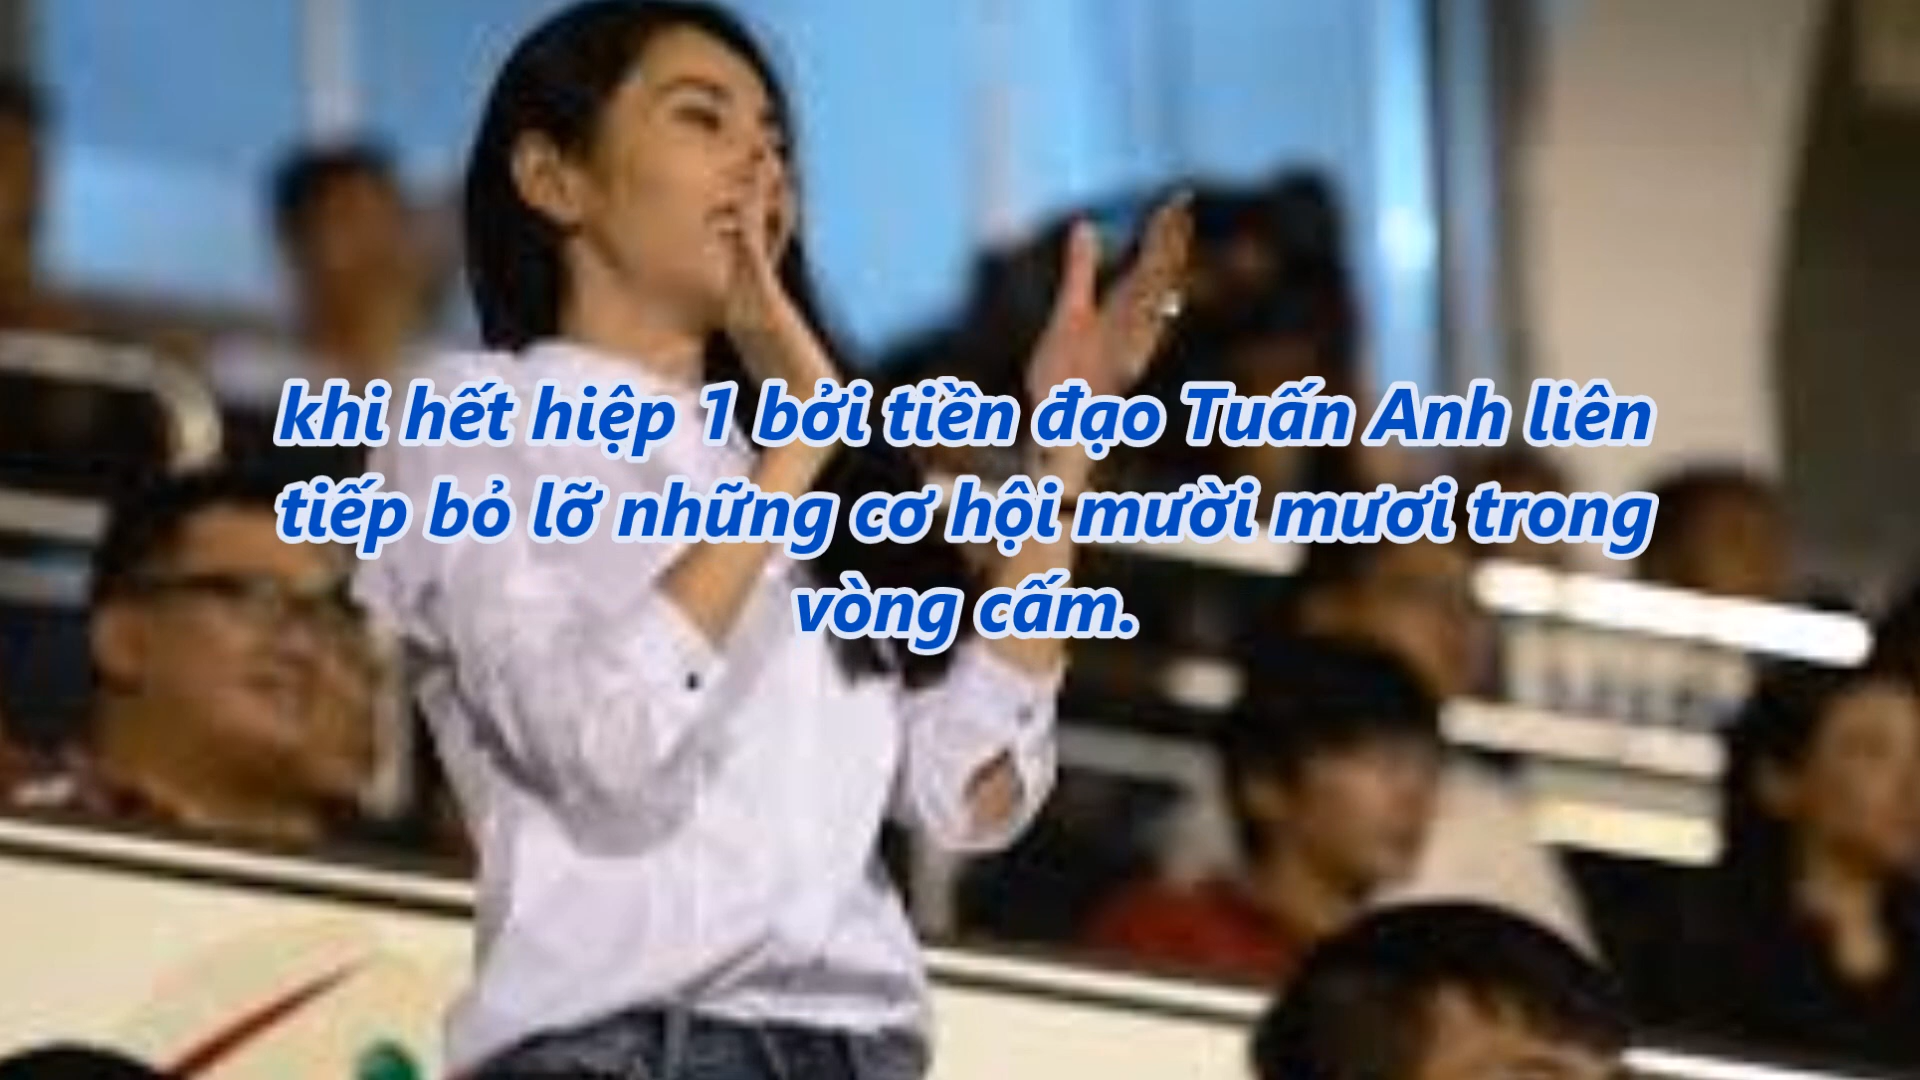 khi hết hiệp 1 bởi tiền đạo Tuấn Anh liên
tiếp bỏ lỡ những cơ hội mười mươi trong
vòng cấm.